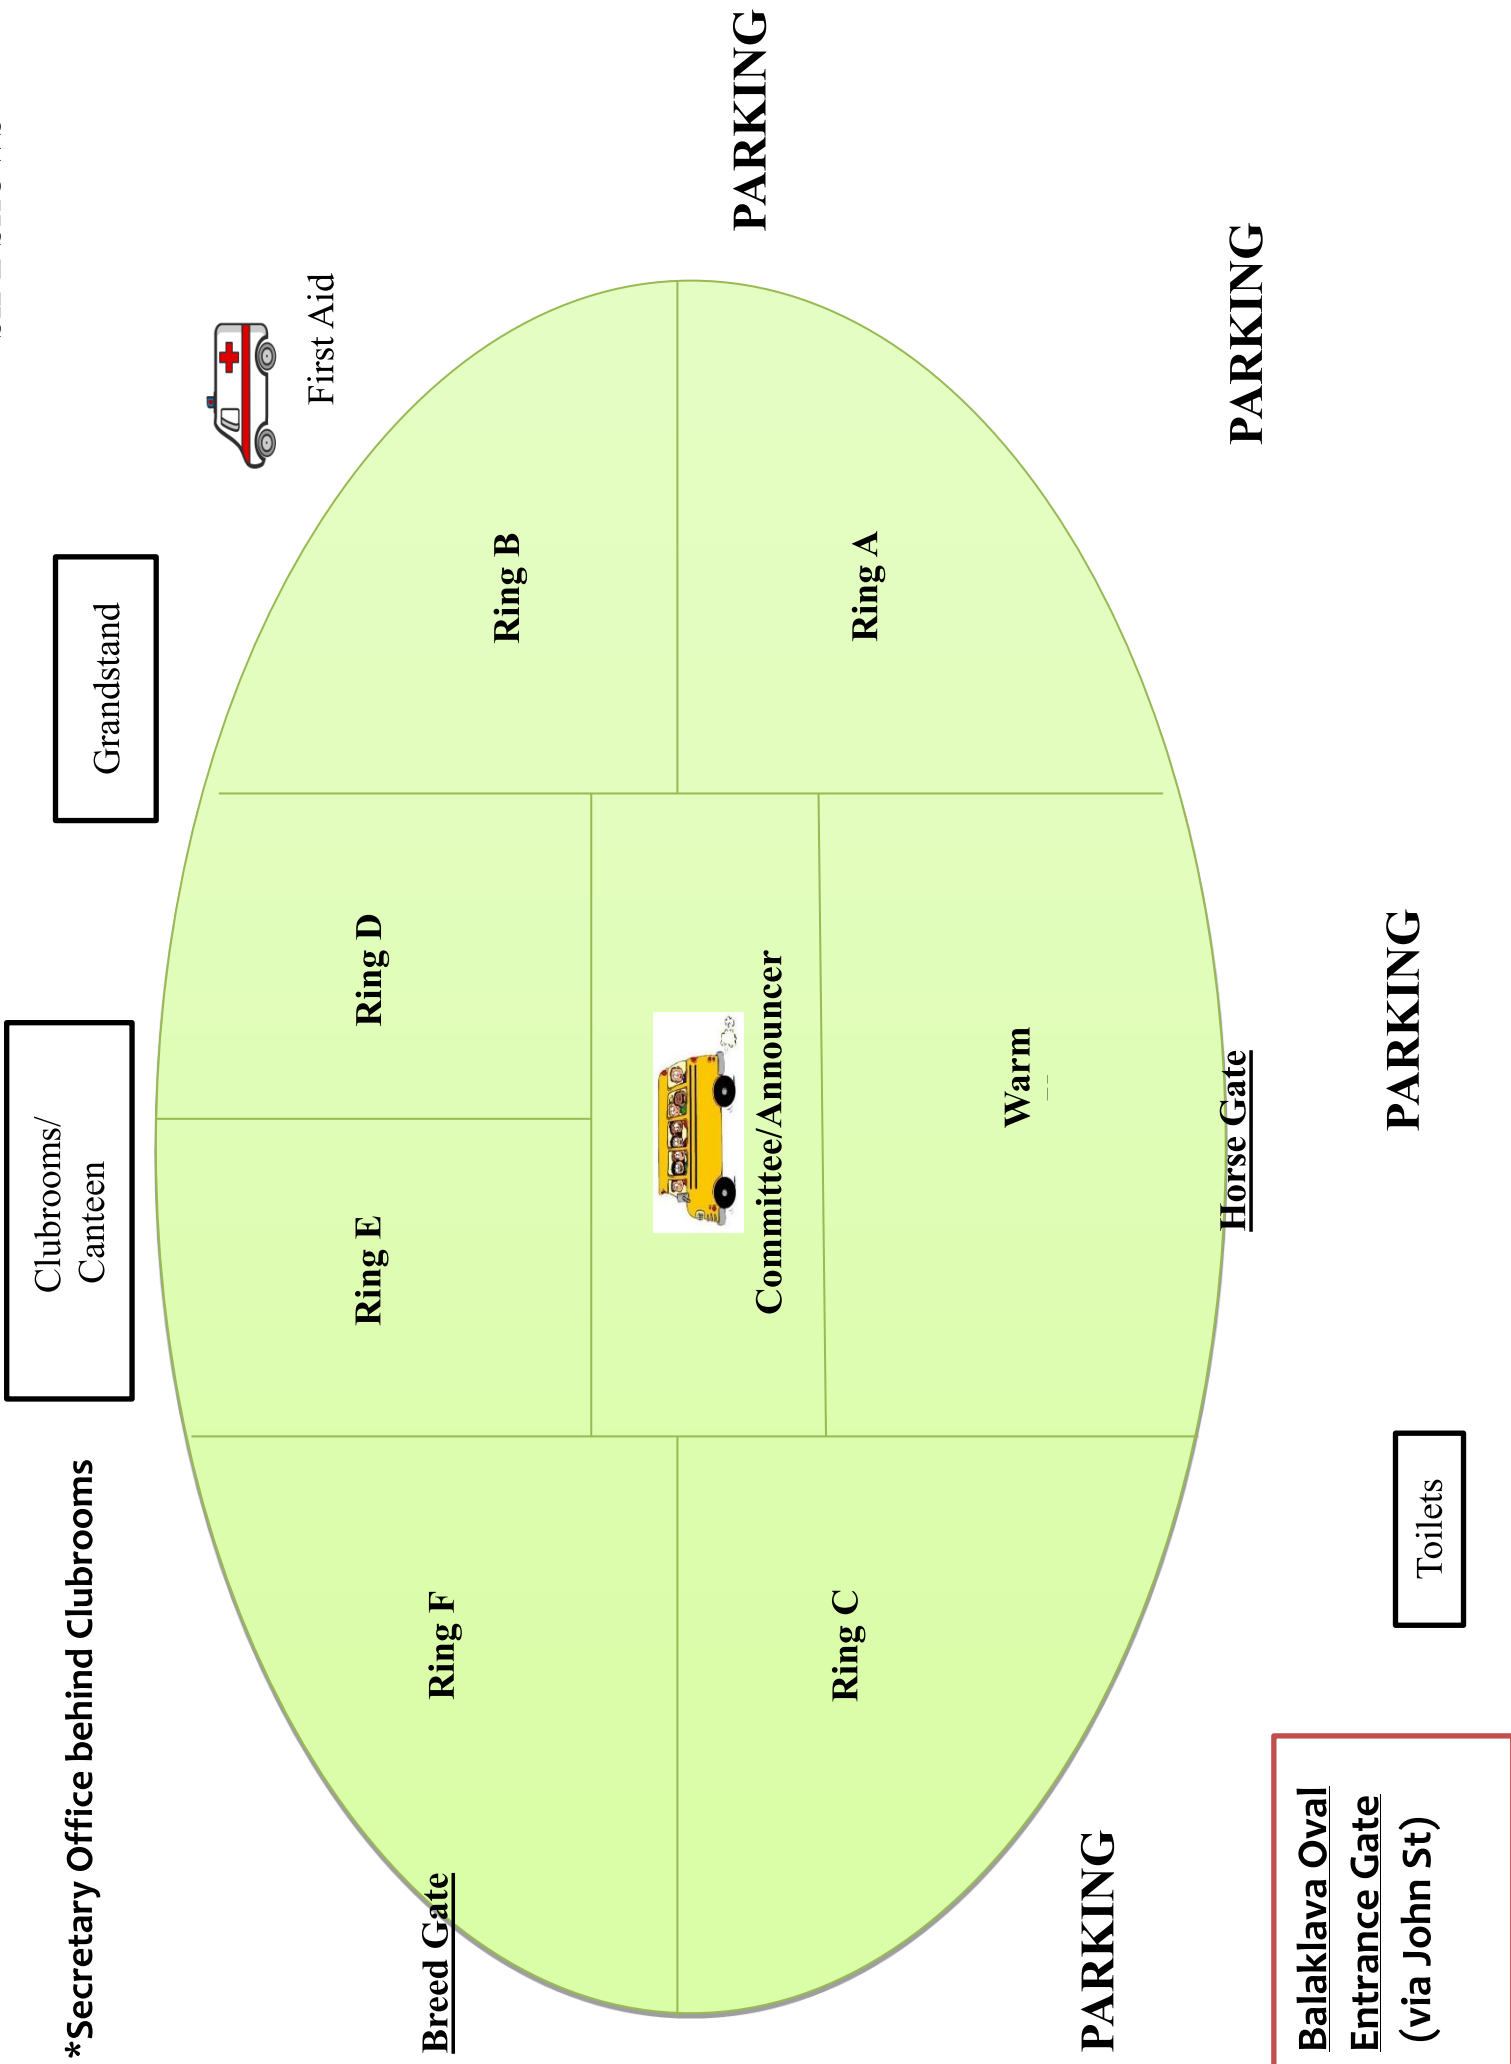 *Secretary Office behind Clubrooms
Clubrooms/
Canteen
Grandstand
First Aid
Breed Gate
Ring F
Ring E
Ring D
Ring B
Committee/Announcer
PARKING
Ring C
Warm
Ring A
Horse Gate
PARKING
PARKING
PARKING
Toilets
Balaklava Oval
Entrance Gate
(via John St)